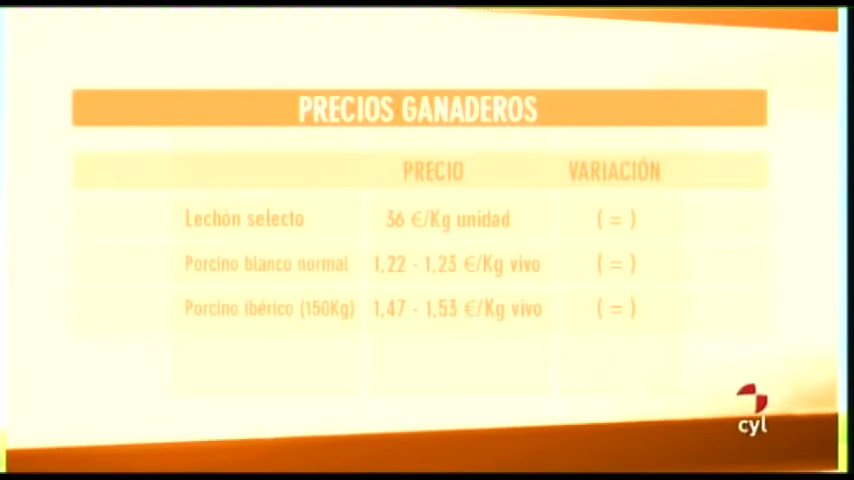 PRECIOS GANADEROS
PRECIO VARIACIÓN
Lechón selecto 36 €/Kg unidad ( = )
Porcino blanco normal 1,22 - 1,23 €/Kg vivo ( = )
Porcino ibérico (150Kg) 1,47 - 1,53 €/Kg vivo ( = )
cyl